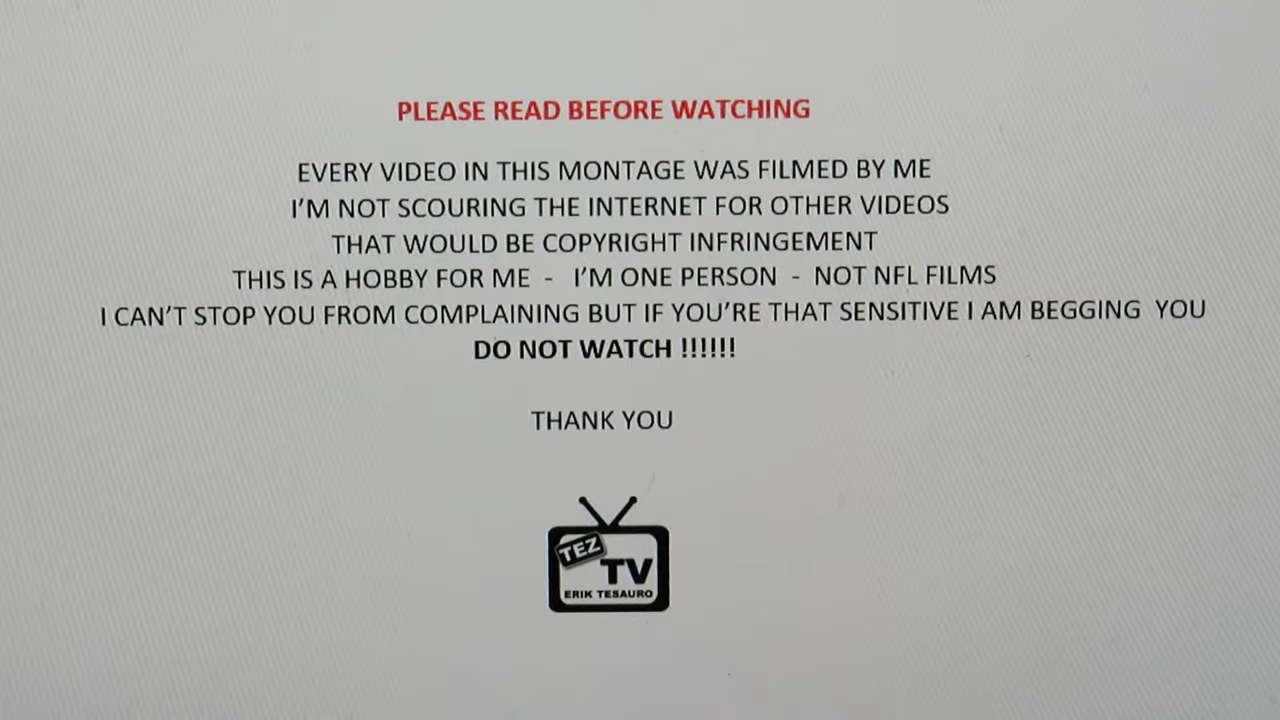 PLEASE READ BEFORE WATCHING
EVERY VIDEO IN THIS MONTAGE WAS FILMED BY ME
I'M NOT SCOURING THE INTERNET FOR OTHER VIDEOS
THAT WOULD BE COPYRIGHT INFRINGEMENT
THIS IS A HOBBY FOR ME - I'M ONE PERSON - NOT NFL FILMS
I CAN'T STOP YOU FROM COMPLAINING BUT IF YOU'RE THAT SENSITIVE I AM BEGGING YOU
DO NOT WATCH !!!!!!
THANK YOU
TEZ
TV
ERIK TESAURO